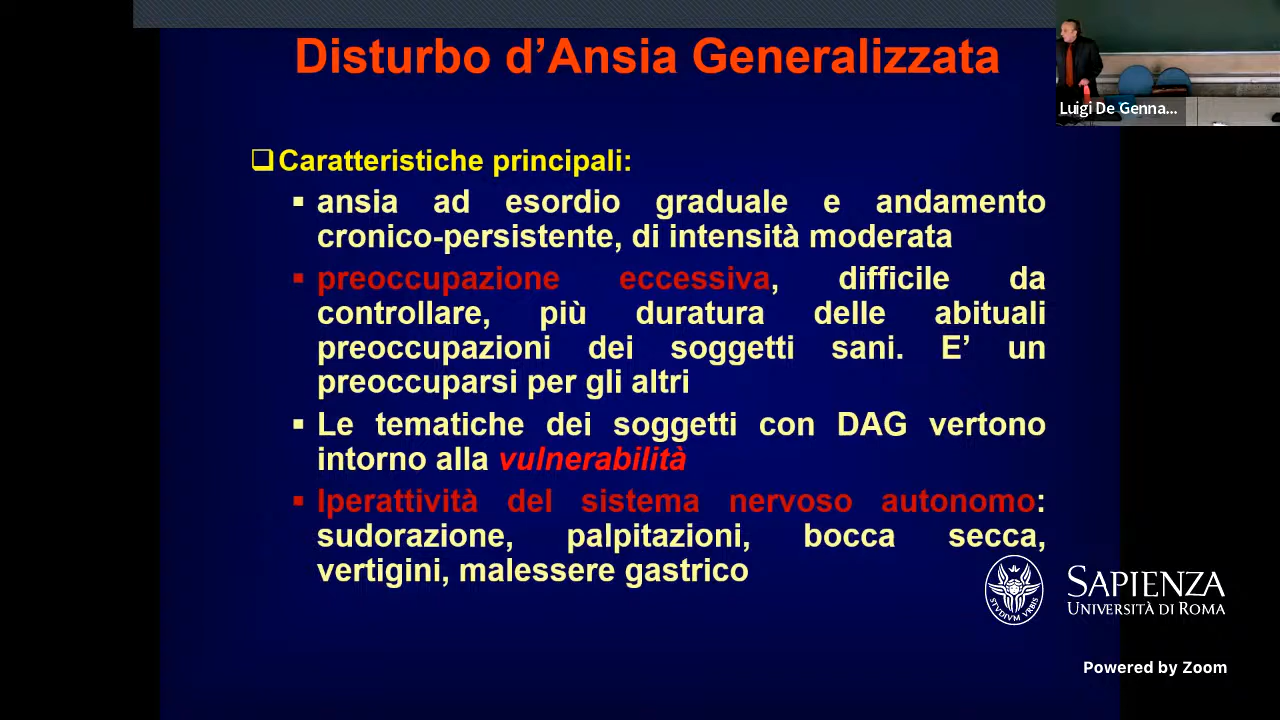 Disturbo d’Ansia Generalizzata
Luigi De Genna...
❑Caratteristiche principali:
▪ ansia ad esordio graduale e andamento
cronico-persistente, di intensità moderata
▪ preoccupazione eccessiva, difficile da
controllare, più duratura delle abituali
preoccupazioni dei soggetti sani. E’ un
preoccuparsi per gli altri
▪ Le tematiche dei soggetti con DAG vertono
intorno alla vulnerabilità
▪ Iperattività del sistema nervoso autonomo:
sudorazione, palpitazioni, bocca secca,
vertigini, malessere gastrico
STVDIVM VRBIS
SAPIENZA
UNIVERSITÀ DI ROMA
Powered by Zoom